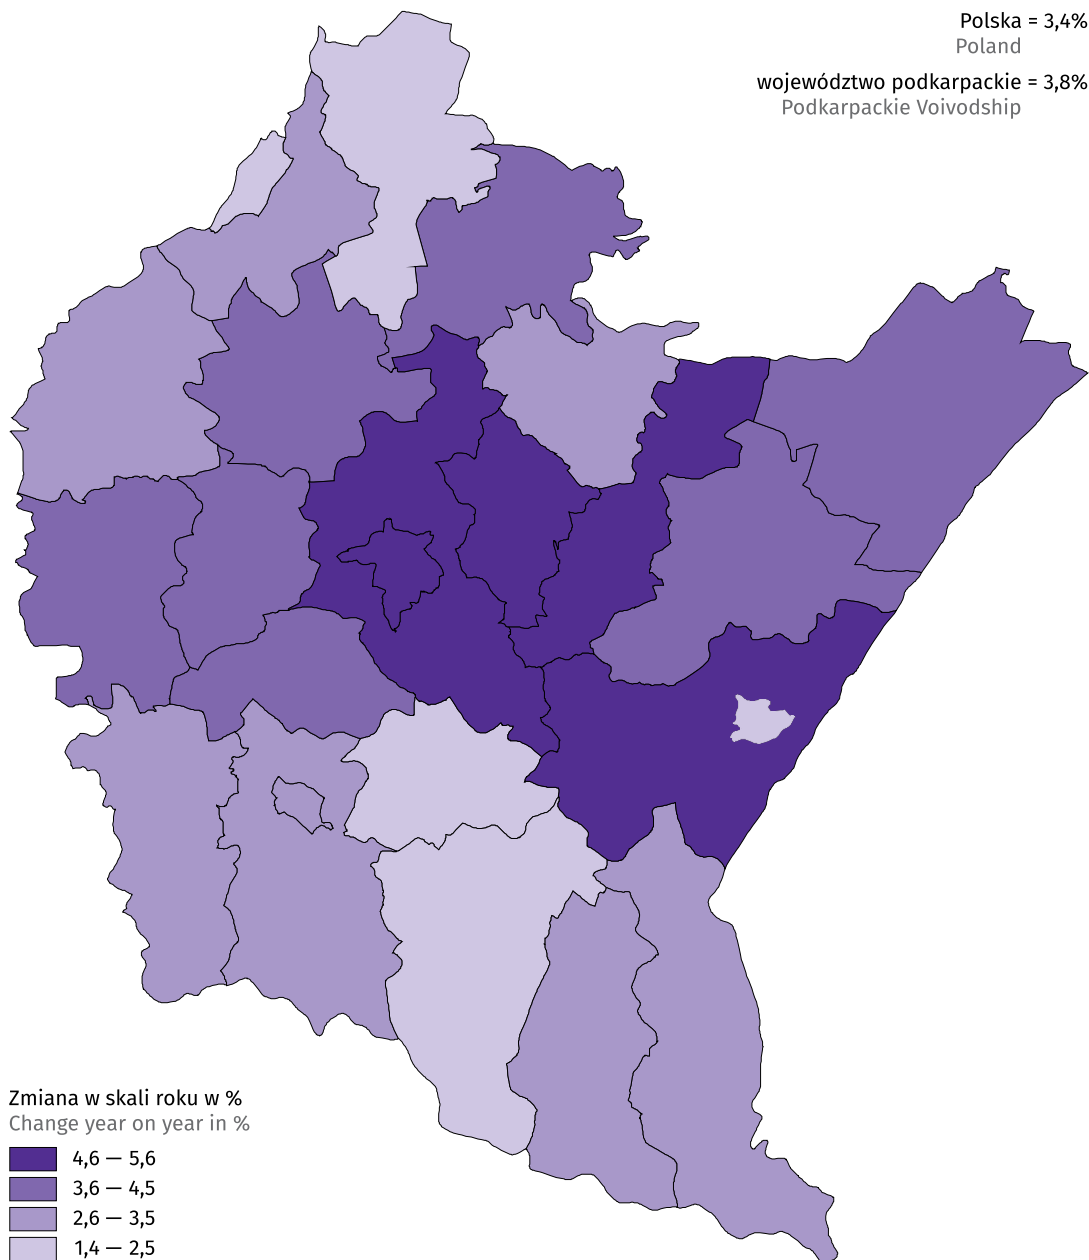 Polska = 3,4%
Poland
województwo podkarpackie = 3,8%
Podkarpackie Voivodship
Zmiana w skali roku w %
Change year on year in %
4,6 — 5,6
3,6 — 4,5
2,6 — 3,5
1,4 — 2,5